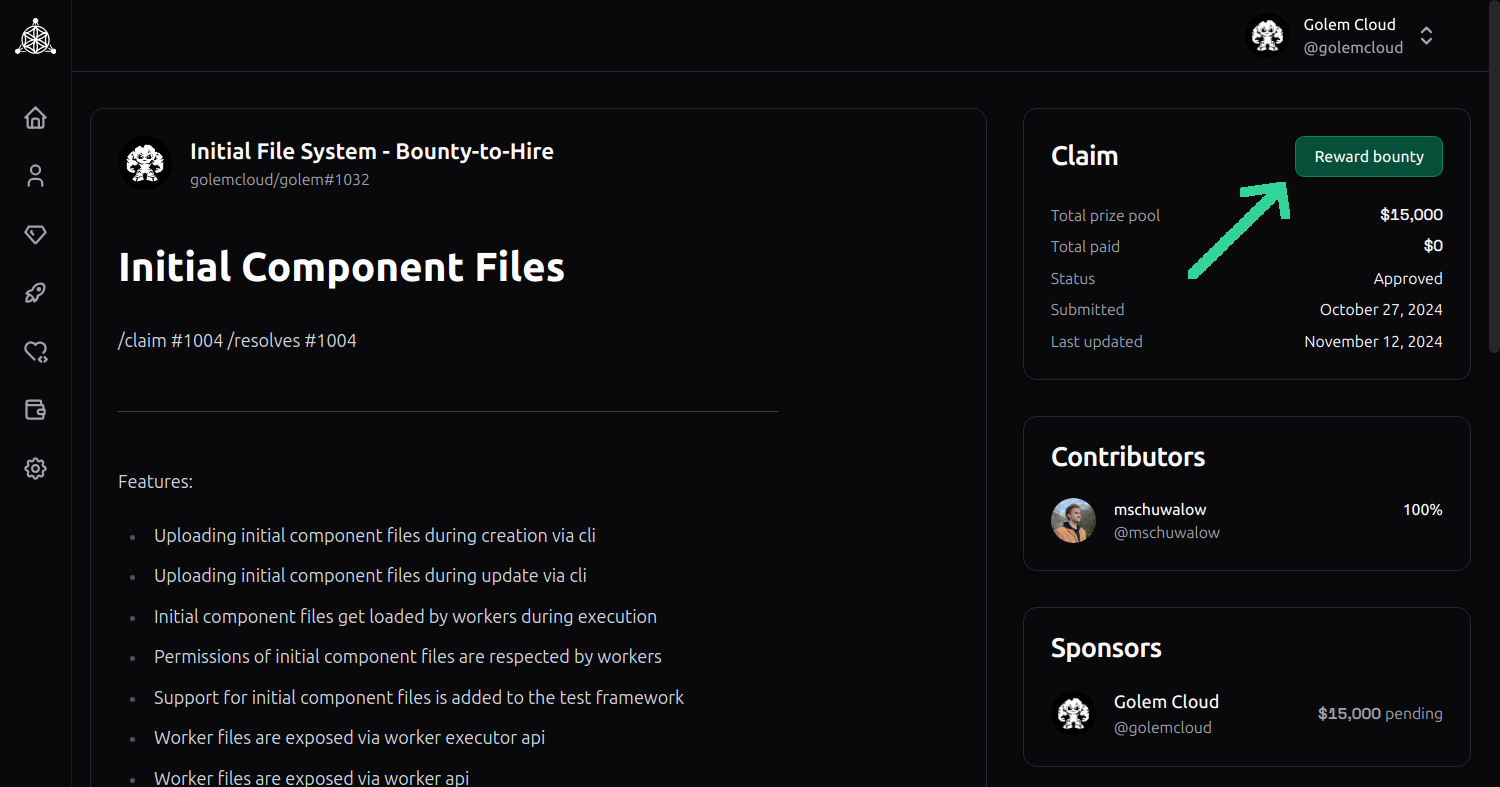 Golem Cloud
@golemcloud
Initial File System - Bounty-to-Hire
golemcloud/golem#1032
Initial Component Files
/claim #1004 /resolves #1004
Features:
Uploading initial component files during creation via cli
Uploading initial component files during update via cli
Initial component files get loaded by workers during execution
Permissions of initial component files are respected by workers
Support for initial component files is added to the test framework
Worker files are exposed via worker executor api
Worker files are exposed via worker api
Claim
Reward bounty
Total prize pool $15,000
Total paid $0
Status Approved
Submitted October 27, 2024
Last updated November 12, 2024
Contributors
mschuwalow 100%
@mschuwalow
Sponsors
Golem Cloud
@golemcloud
$15,000 pending